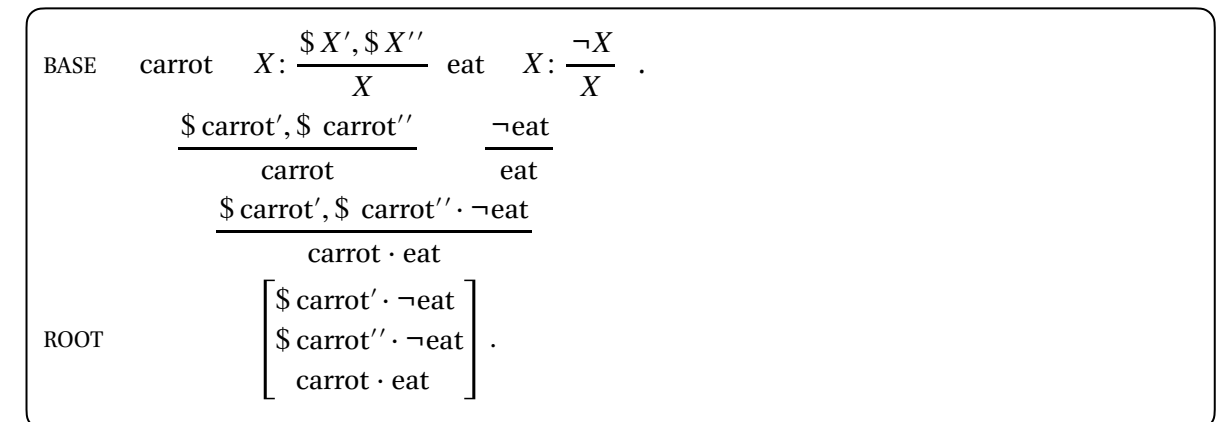 BASE carrot X: $ X′, $ X′′ / X eat X: ¬X / X .
$ carrot′, $ carrot′′ ¬eat
carrot eat
$ carrot′, $ carrot′′ · ¬eat
carrot · eat
$ carrot′ · ¬eat
ROOT $ carrot′′ · ¬eat .
carrot · eat